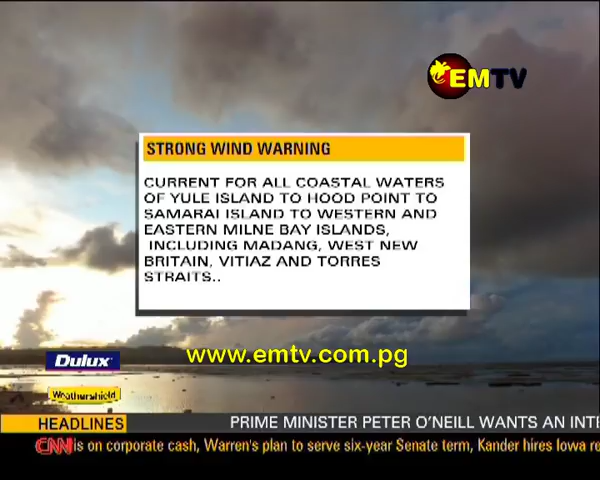 EMTV
STRONG WIND WARNING
CURRENT FOR ALL COASTAL WATERS
OF YULE ISLAND TO HOOD POINT TO
SAMARAI ISLAND TO WESTERN AND
EASTERN MILNE BAY ISLANDS,
INCLUDING MADANG, WEST NEW
BRITAIN, VITIAZ AND TORRES
STRAITS..
www.emtv.com.pg
Dulux
Weathershield
HEADLINES PRIME MINISTER PETER O'NEILL WANTS AN INTE
CNN is on corporate cash, Warren's plan to serve six-year Senate term, Kander hires Iowa re